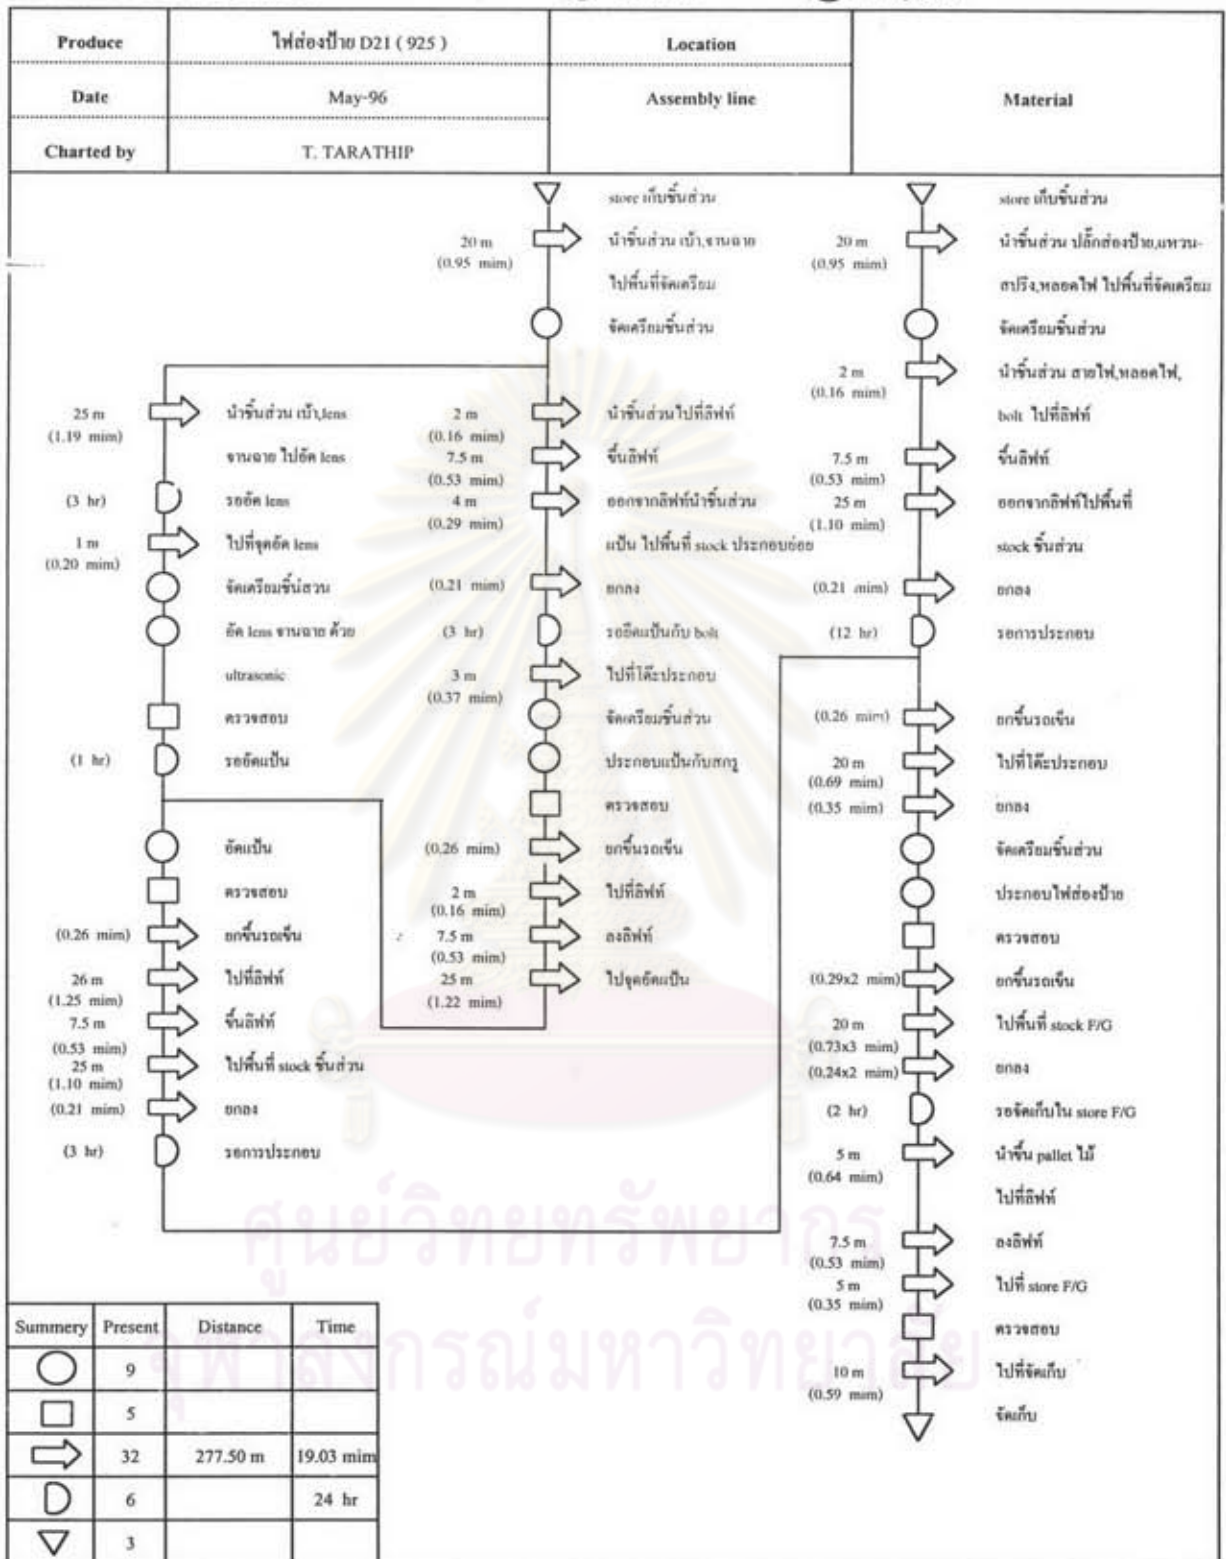 Produce
ไฟส่องป้าย D21 ( 925 )
Location
Date
May-96
Assembly line
Material
Charted by
T. TARATHIP
store เก็บชิ้นส่วน
20 m
(0.95 mim)
นำชิ้นส่วน เบ้า,จานฉาย
ไปพื้นที่จัดเตรียม
จัดเตรียมชิ้นส่วน
25 m
(1.19 mim)
นำชิ้นส่วน เบ้า,lens
จานฉาย ไปอัด lens
(3 hr)
รออัด lens
1 m
(0.20 mim)
ไปที่จุดอัด lens
จัดเตรียมชิ้นส่วน
อัด lens จานฉาย ด้วย
ultrasonic
ตรวจสอบ
(1 hr)
รออัดแป้น
อัดแป้น
ตรวจสอบ
(0.26 mim)
ยกขึ้นรถเข็น
26 m
(1.25 mim)
ไปที่ลิฟท์
7.5 m
(0.53 mim)
ขึ้นลิฟท์
25 m
(1.10 mim)
ไปพื้นที่ stock ชิ้นส่วน
(0.21 mim)
ยกลง
(3 hr)
รอการประกอบ
2 m
(0.16 mim)
นำชิ้นส่วนไปที่ลิฟท์
7.5 m
(0.53 mim)
ขึ้นลิฟท์
4 m
(0.29 mim)
ออกจากลิฟท์นำชิ้นส่วน
แป้น ไปพื้นที่ stock ประกอบย่อย
(0.21 mim)
ยกลง
(3 hr)
รอยึดแป้นกับ bolt
3 m
(0.37 mim)
ไปที่โต๊ะประกอบ
จัดเตรียมชิ้นส่วน
ประกอบแป้นกับสกรู
ตรวจสอบ
(0.26 mim)
ยกขึ้นรถเข็น
2 m
(0.16 mim)
ไปที่ลิฟท์
7.5 m
(0.53 mim)
ลงลิฟท์
25 m
(1.22 mim)
ไปจุดอัดแป้น
store เก็บชิ้นส่วน
20 m
(0.95 mim)
นำชิ้นส่วน ปลั๊กส่องป้าย,แหวน-
สปริง,หลอดไฟ ไปพื้นที่จัดเตรียม
จัดเตรียมชิ้นส่วน
2 m
(0.16 mim)
นำชิ้นส่วน สายไฟ,หลอดไฟ,
bolt ไปที่ลิฟท์
7.5 m
(0.53 mim)
ขึ้นลิฟท์
25 m
(1.10 mim)
ออกจากลิฟท์ไปพื้นที่
stock ชิ้นส่วน
(0.21 mim)
ยกลง
(12 hr)
รอการประกอบ
(0.26 mim)
ยกขึ้นรถเข็น
20 m
(0.69 mim)
ไปที่โต๊ะประกอบ
(0.35 mim)
ยกลง
จัดเตรียมชิ้นส่วน
ประกอบไฟส่องป้าย
ตรวจสอบ
(0.29x2 mim)
ยกขึ้นรถเข็น
20 m
(0.73x3 mim)
ไปพื้นที่ stock F/G
(0.24x2 mim)
ยกลง
(2 hr)
รอจัดเก็บใน store F/G
5 m
(0.64 mim)
นำขึ้น pallet ไม้
ไปที่ลิฟท์
7.5 m
(0.53 mim)
ลงลิฟท์
5 m
(0.35 mim)
ไปที่ store F/G
ตรวจสอบ
10 m
(0.59 mim)
ไปที่จัดเก็บ
จัดเก็บ
ศูนย์วิทยทรัพยากร
จุฬาลงกรณ์มหาวิทยาลัย
Summery Present Distance Time
9
5
32 277.50 m 19.03 mim
6 24 hr
3